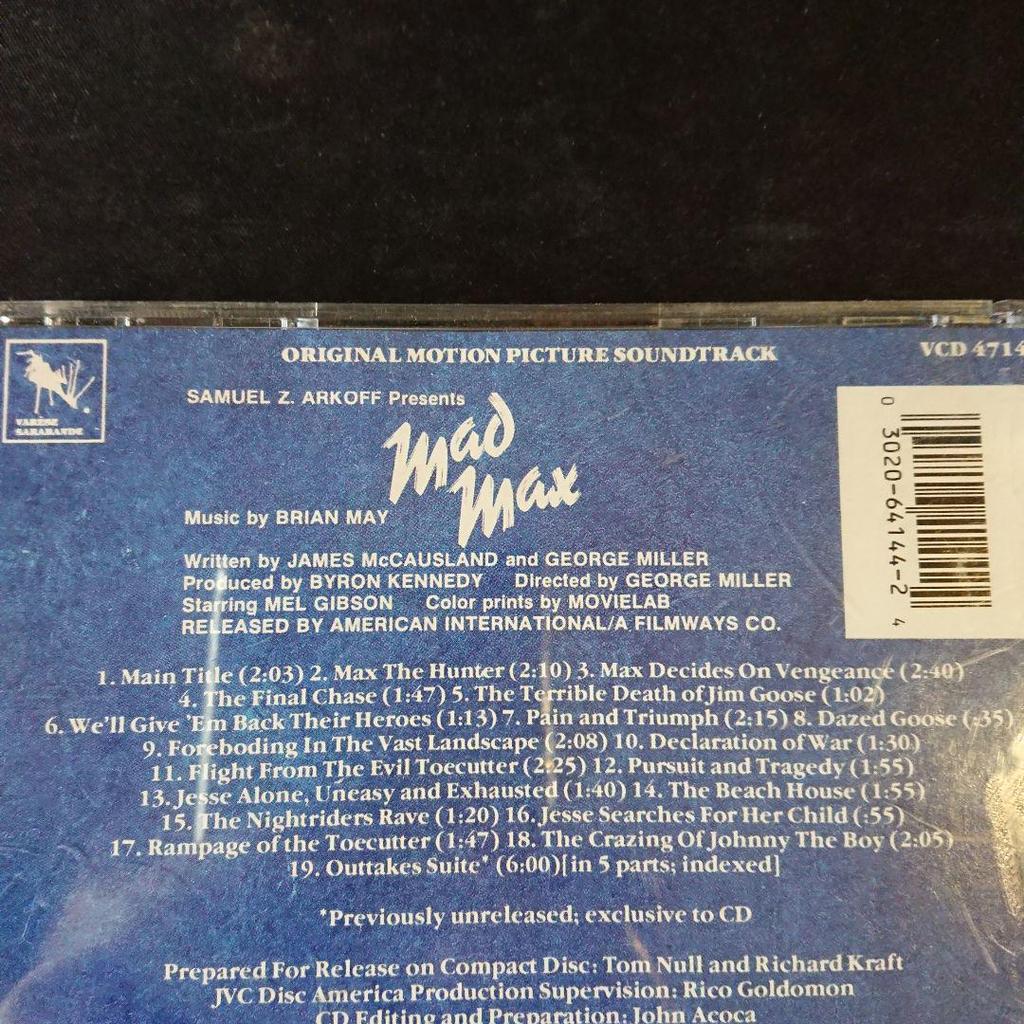 ORIGINAL MOTION PICTURE SOUNDTRACK
VCD 4714
VARÈSE
SARABANDE
SAMUEL Z. ARKOFF Presents
Mad
Max
Music by BRIAN MAY
Written by JAMES McCAUSLAND and GEORGE MILLER
Produced by BYRON KENNEDY Directed by GEORGE MILLER
Starring MEL GIBSON Color prints by MOVIELAB
RELEASED BY AMERICAN INTERNATIONAL/A FILMWAYS CO.
0 3020-64144-2 4
1. Main Title (2:03) 2. Max The Hunter (2:10) 3. Max Decides On Vengeance (2:40)
4. The Final Chase (1:47) 5. The Terrible Death of Jim Goose (1:02)
6. We'll Give 'Em Back Their Heroes (1:13) 7. Pain and Triumph (2:15) 8. Dazed Goose (:35)
9. Foreboding In The Vast Landscape (2:08) 10. Declaration of War (1:30)
11. Flight From The Evil Toecutter (2:25) 12. Pursuit and Tragedy (1:55)
13. Jesse Alone, Uneasy and Exhausted (1:40) 14. The Beach House (1:55)
15. The Nightriders Rave (1:20) 16. Jesse Searches For Her Child (:55)
17. Rampage of the Toecutter (1:47) 18. The Crazing Of Johnny The Boy (2:05)
19. Outtakes Suite* (6:00)[in 5 parts; indexed]
*Previously unreleased; exclusive to CD
Prepared For Release on Compact Disc: Tom Null and Richard Kraft
JVC Disc America Production Supervision: Rico Goldomon
CD Editing and Preparation: John Acoca